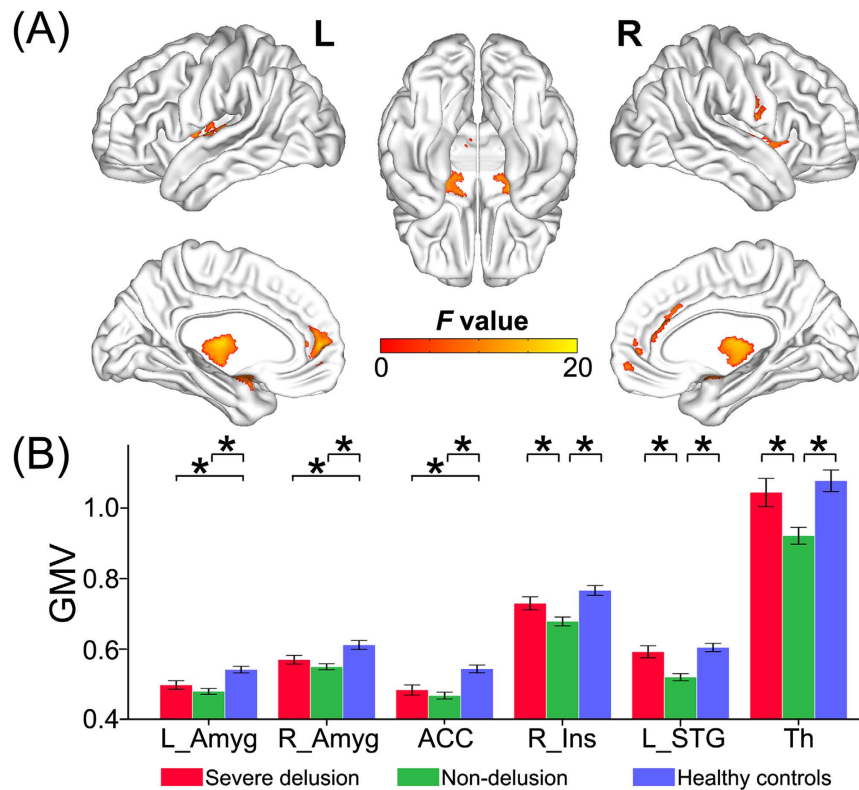 (A)
L
R
F value
0
20
(B)
* * * * * * * * * * * *
GMV
1.0
0.8
0.6
0.4
L_Amyg R_Amyg ACC R_Ins L_STG Th
Severe delusion Non-delusion Healthy controls